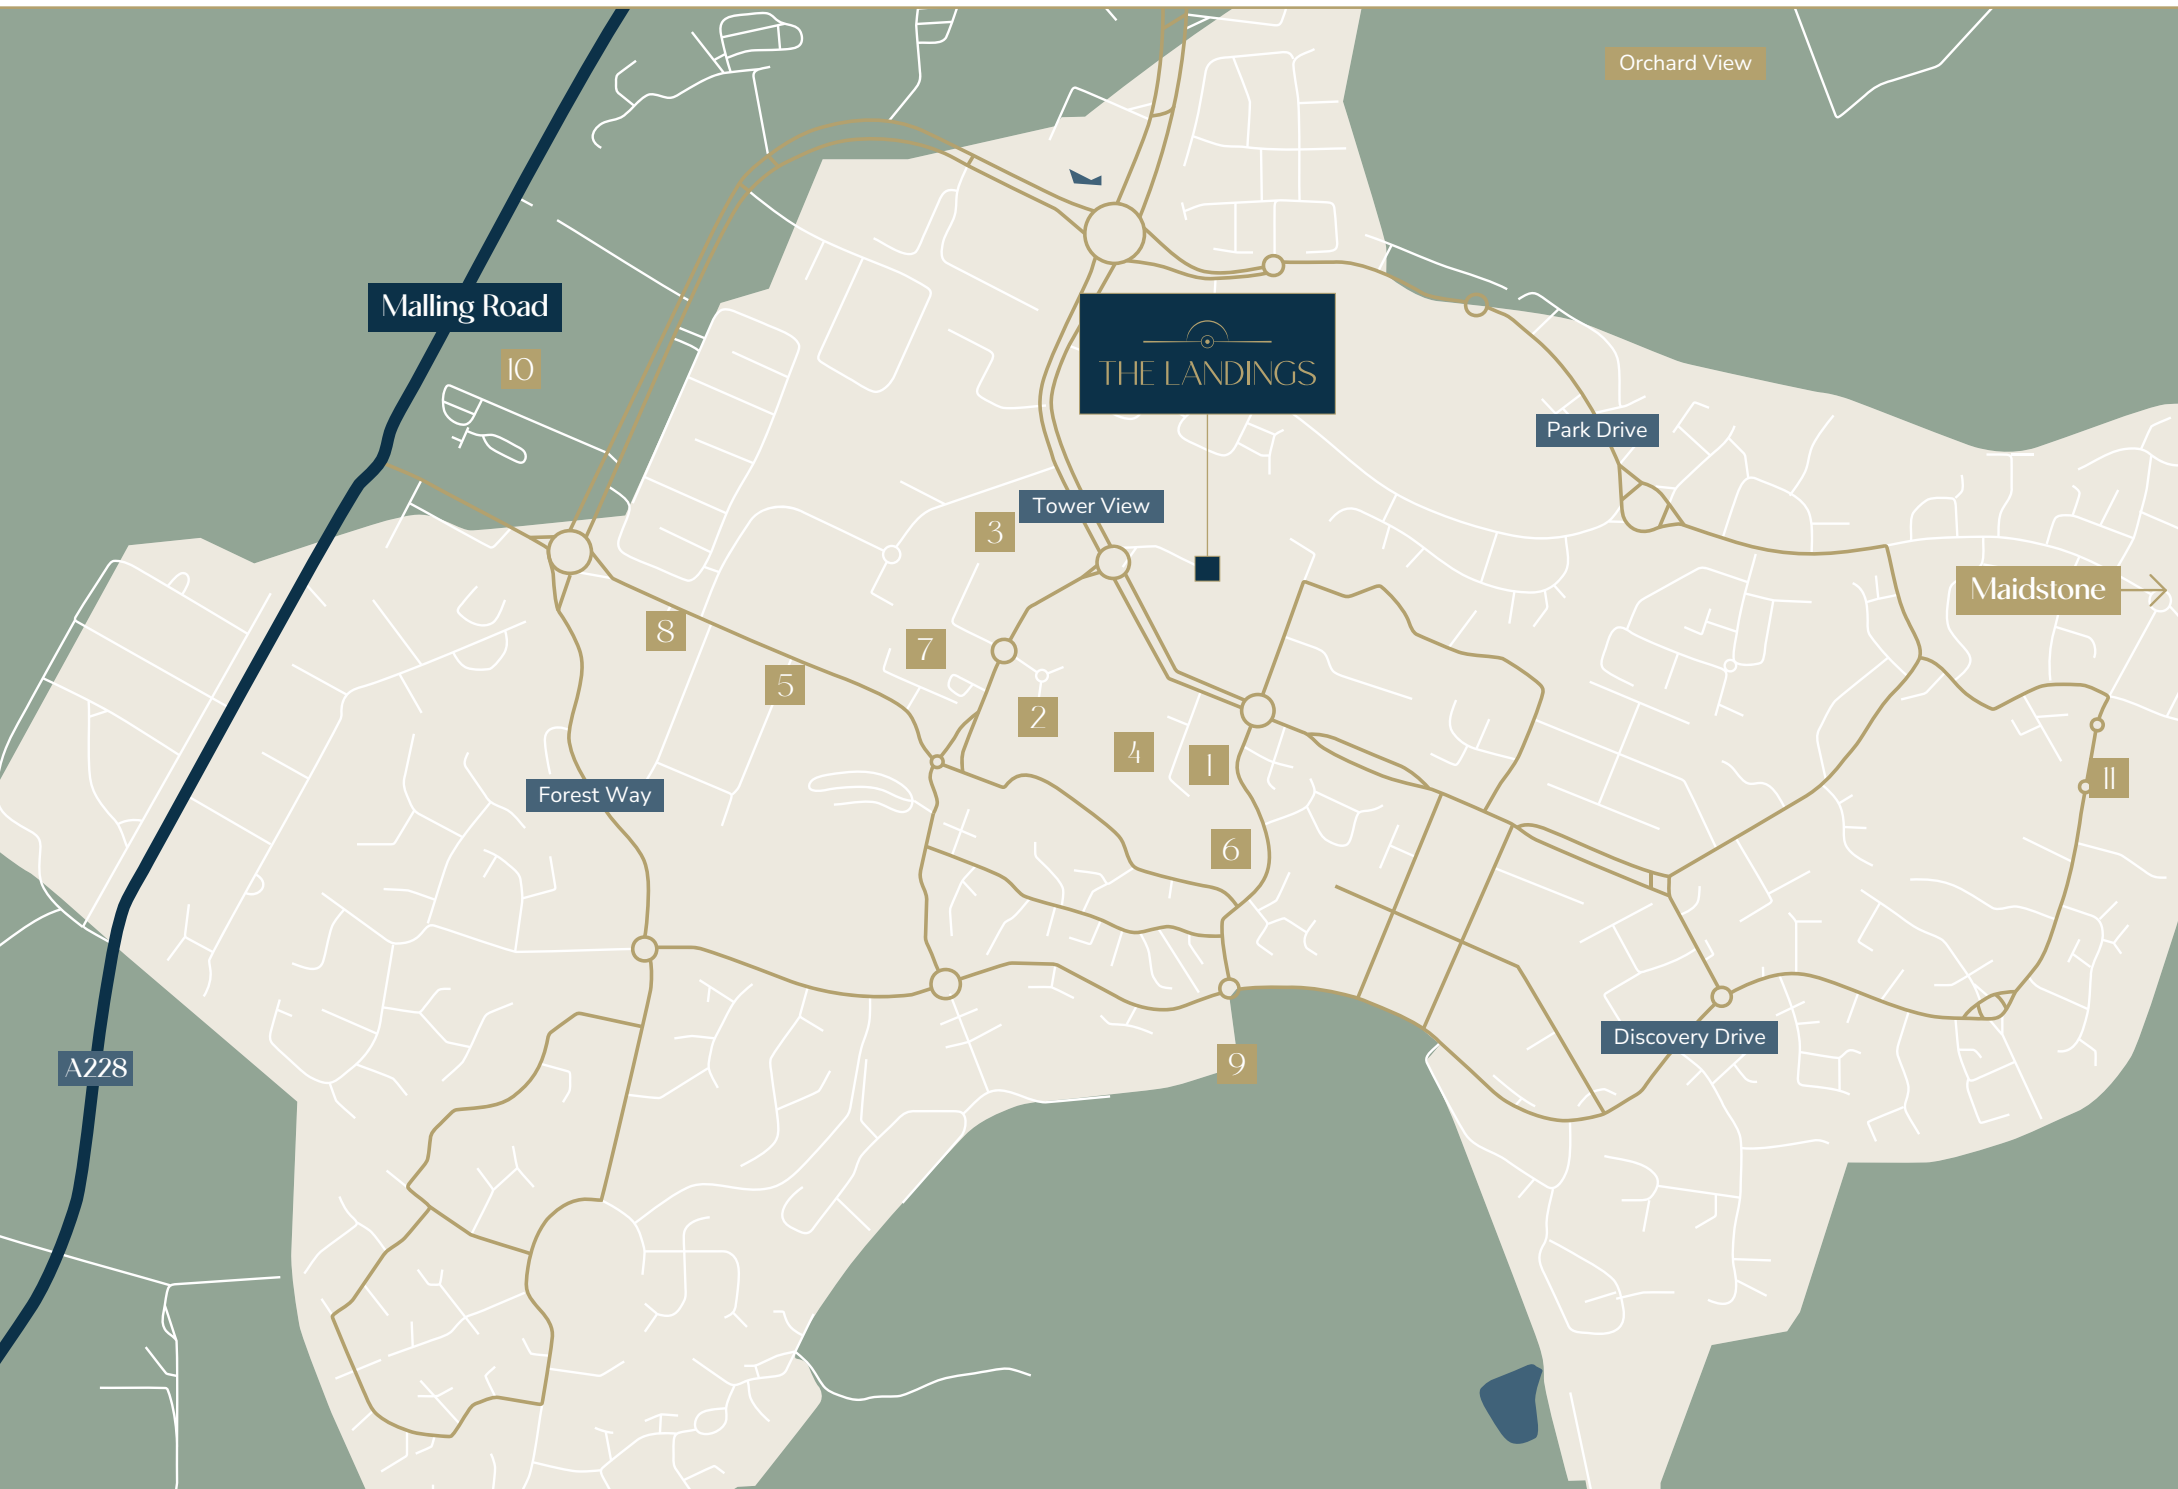 Orchard View
Malling Road
10
THE LANDINGS
Park Drive
Tower View
3
Maidstone
8
7
5
2
4
1
11
Forest Way
6
Discovery Drive
9
A228